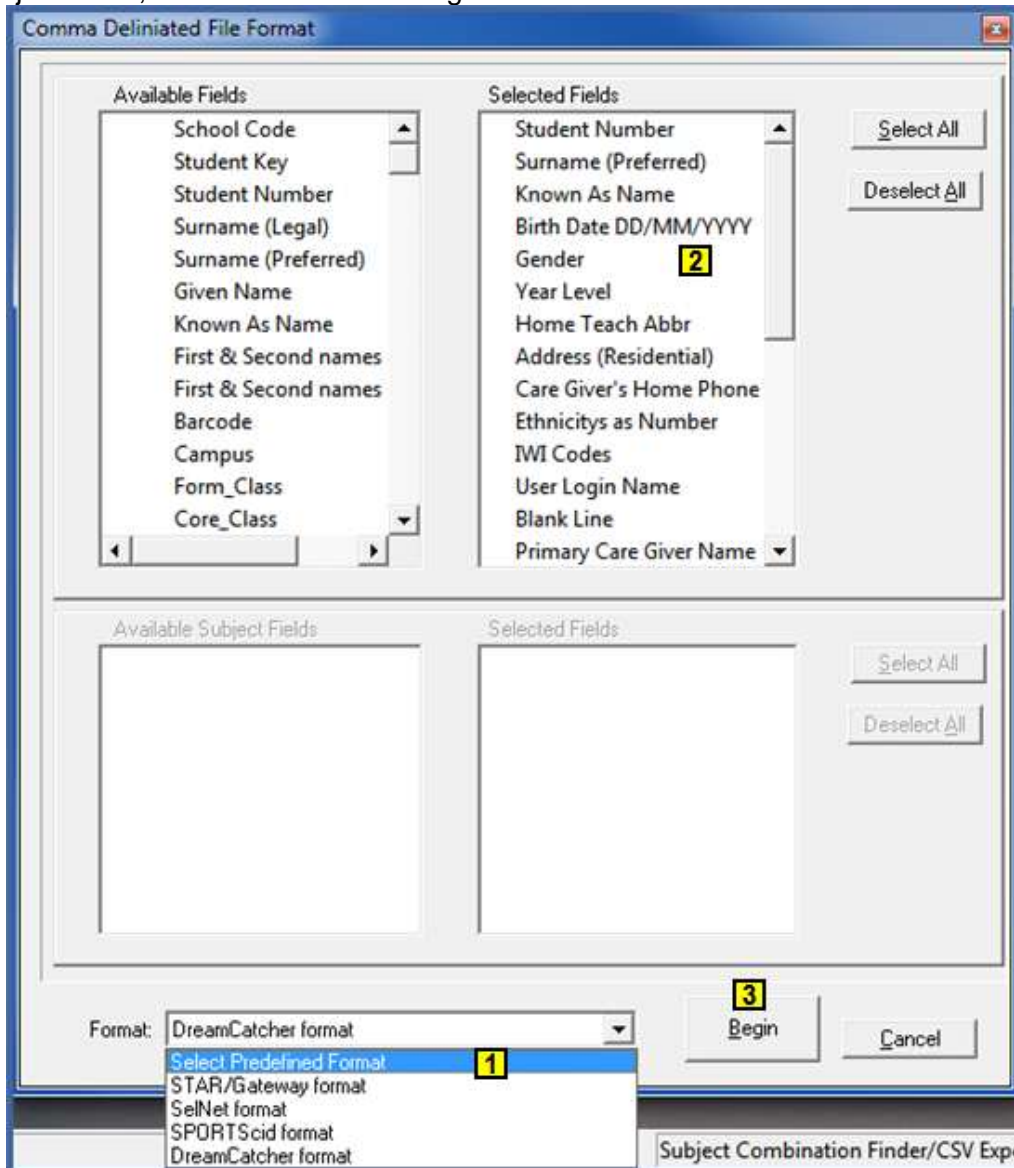 Comma Deliniated File Format
Available Fields
School Code
Student Key
Student Number
Surname (Legal)
Surname (Preferred)
Given Name
Known As Name
First & Second names
First & Second names
Barcode
Campus
Form_Class
Core_Class
Selected Fields
Student Number
Surname (Preferred)
Known As Name
Birth Date DD/MM/YYYY
Gender
2
Year Level
Home Teach Abbr
Address (Residential)
Care Giver's Home Phone
Ethnicitys as Number
IWI Codes
User Login Name
Blank Line
Primary Care Giver Name
Select All
Deselect All
Available Subject Fields
Selected Fields
Select All
Deselect All
Format: DreamCatcher format
Select Predefined Format
1
STAR/Gateway format
SelNet format
SPORTScid format
DreamCatcher format
3
Begin
Cancel
Subject Combination Finder/CSV Expo